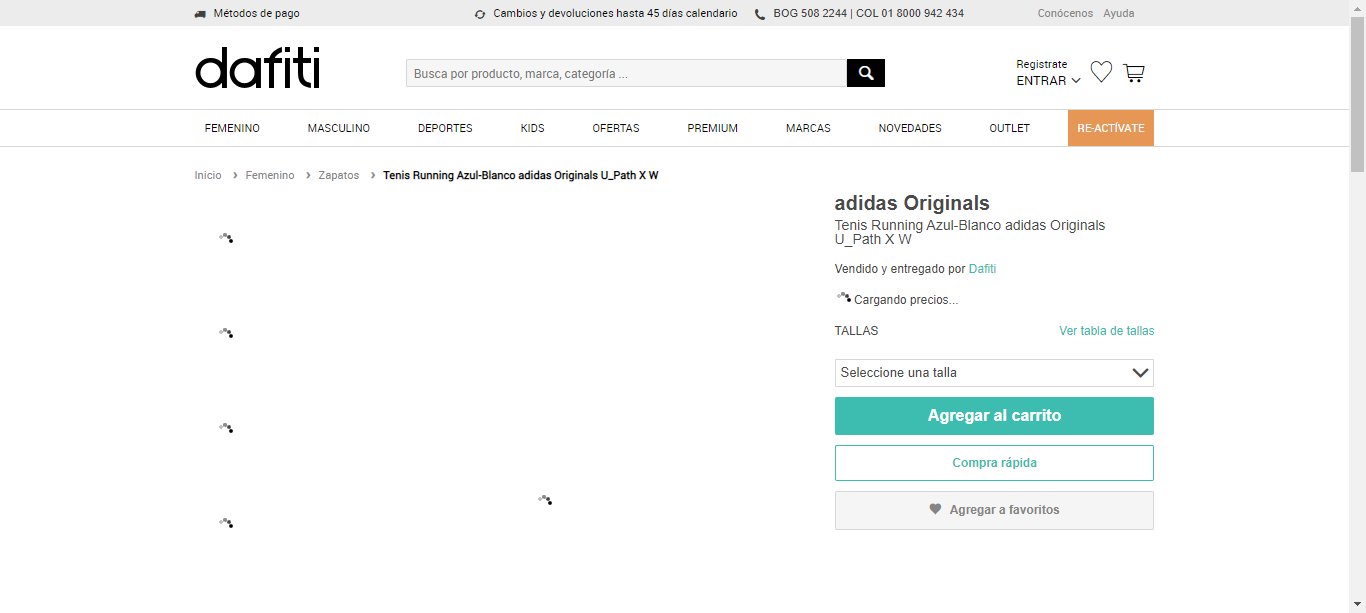 Métodos de pago
Cambios y devoluciones hasta 45 días calendario
BOG 508 2244 | COL 01 8000 942 434
Conócenos Ayuda
dafiti
Busca por producto, marca, categoría ...
Registrate
ENTRAR
FEMENINO MASCULINO DEPORTES KIDS OFERTAS PREMIUM MARCAS NOVEDADES OUTLET RE-ACTÍVATE
Inicio > Femenino > Zapatos > Tenis Running Azul-Blanco adidas Originals U_Path X W
adidas Originals
Tenis Running Azul-Blanco adidas Originals
U_Path X W
Vendido y entregado por Dafiti
Cargando precios...
TALLAS Ver tabla de tallas
Seleccione una talla
Agregar al carrito
Compra rápida
Agregar a favoritos